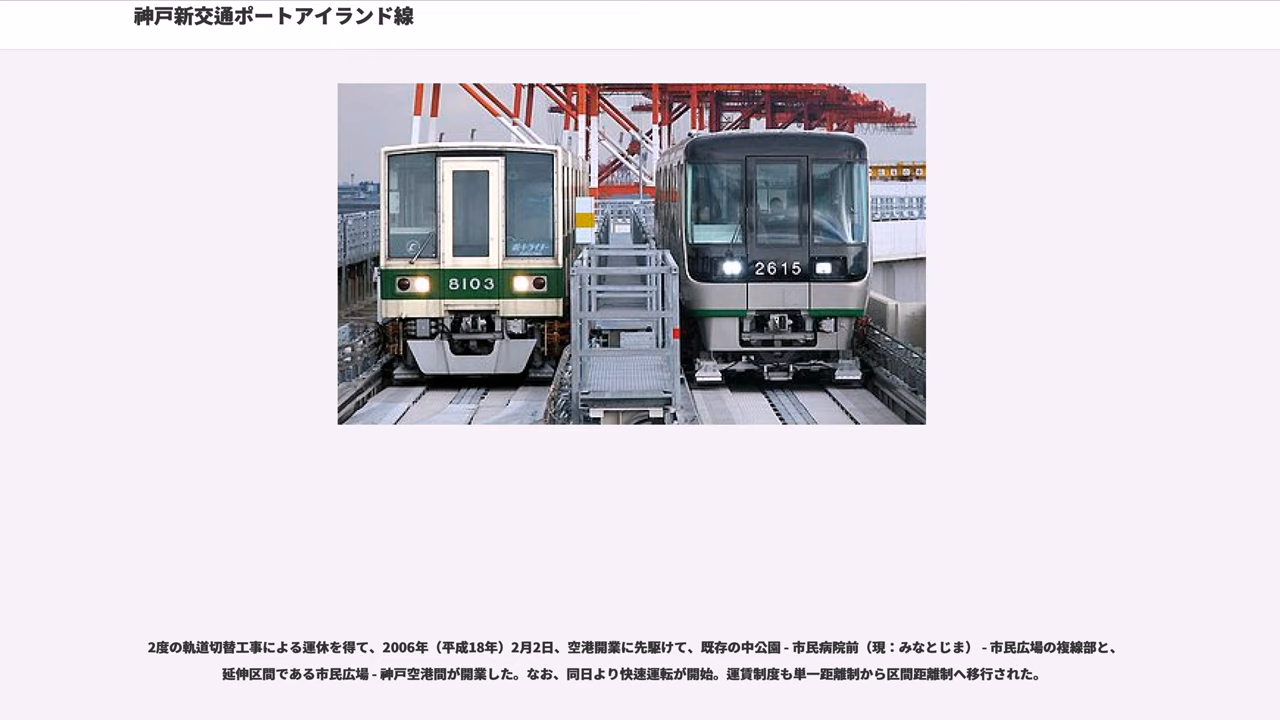 神戸新交通ポートアイランド線
8103
2615
ポートライナー
2度の軌道切替工事による運休を得て、2006年（平成18年）2月2日、空港開業に先駆けて、既存の中公園 - 市民病院前（現：みなとじま） - 市民広場の複線部と、
延伸区間である市民広場 - 神戸空港間が開業した。なお、同日より快速運転が開始。運賃制度も単一距離制から区間距離制へ移行された。